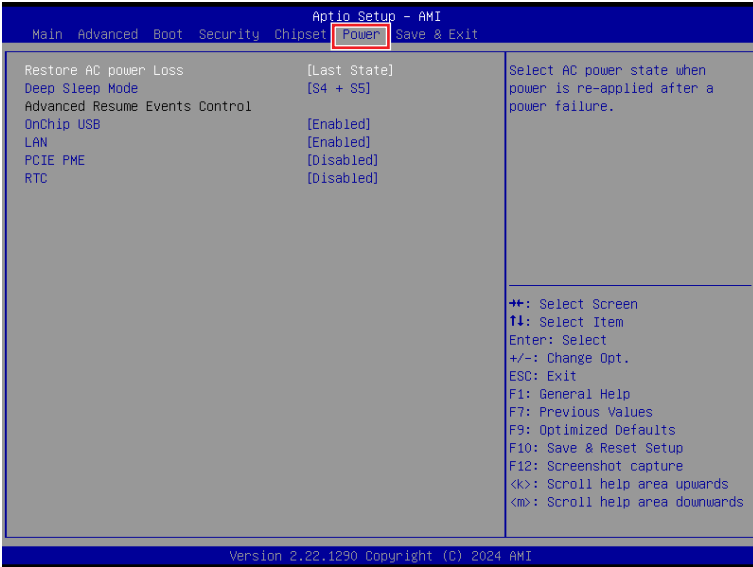 Aptio Setup – AMI
Main Advanced Boot Security Chipset Power Save & Exit
Restore AC power Loss [Last State]
Deep Sleep Mode [S4 + S5]
Advanced Resume Events Control
OnChip USB [Enabled]
LAN [Enabled]
PCIE PME [Disabled]
RTC [Disabled]
Select AC power state when
power is re-applied after a
power failure.
→←: Select Screen
↑↓: Select Item
Enter: Select
+/-: Change Opt.
ESC: Exit
F1: General Help
F7: Previous Values
F9: Optimized Defaults
F10: Save & Reset Setup
F12: Screenshot capture
<k>: Scroll help area upwards
<m>: Scroll help area downwards
Version 2.22.1290 Copyright (C) 2024 AMI